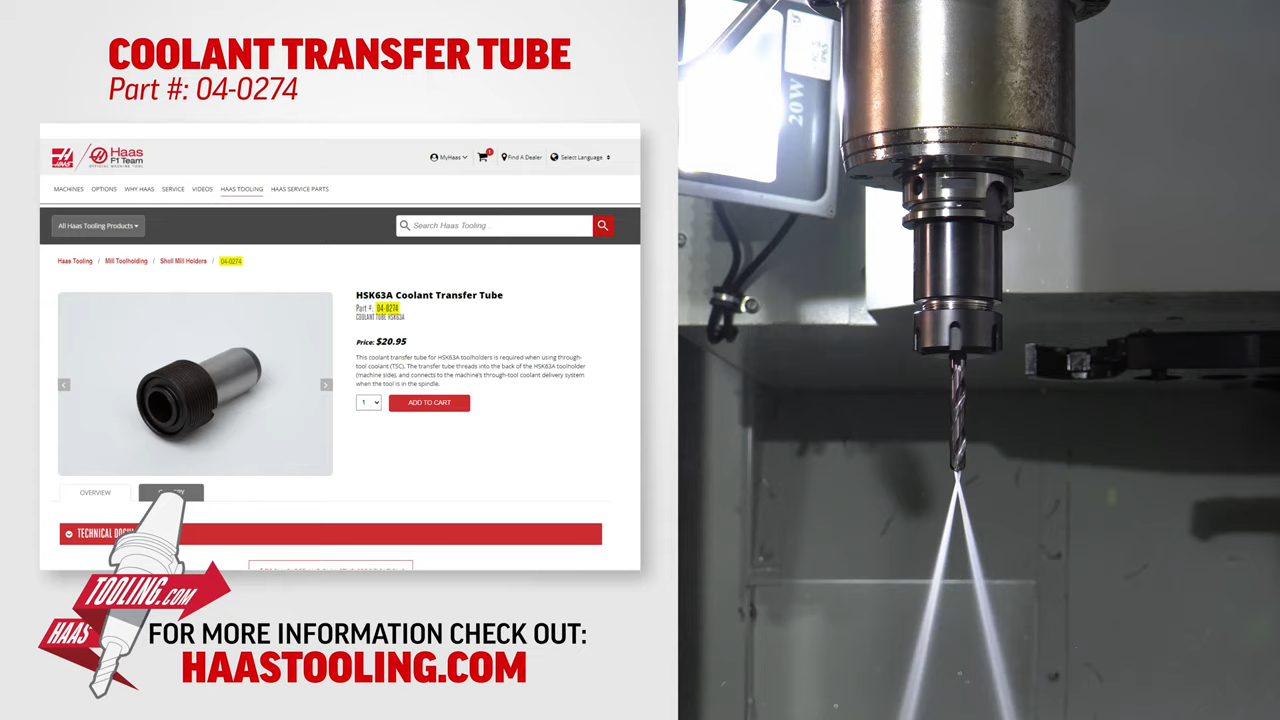 COOLANT TRANSFER TUBE
Part #: 04-0274
HAAS
Haas
F1 Team
OFFICIAL MACHINE TOOL
MyHaas
1
Find A Dealer
Select Language
MACHINES OPTIONS WHY HAAS SERVICE VIDEOS HAAS TOOLING HAAS SERVICE PARTS
All Haas Tooling Products
Search Haas Tooling ..
Haas Tooling / Mill Toolholding / Shell Mill Holders / 04-0274
HSK63A Coolant Transfer Tube
Part #: 04-0274
COOLANT TUBE HSK63A
Price: $20.95
This coolant transfer tube for HSK63A toolholders is required when using through-
tool coolant (TSC). The transfer tube threads into the back of the HSK63A toolholder
(machine side), and connects to the machine's through-tool coolant delivery system
when the tool is in the spindle.
1
ADD TO CART
OVERVIEW
TECHNICAL
TOOLING.COM
HAAS
FOR MORE INFORMATION CHECK OUT:
HAASTOOLING.COM
20W